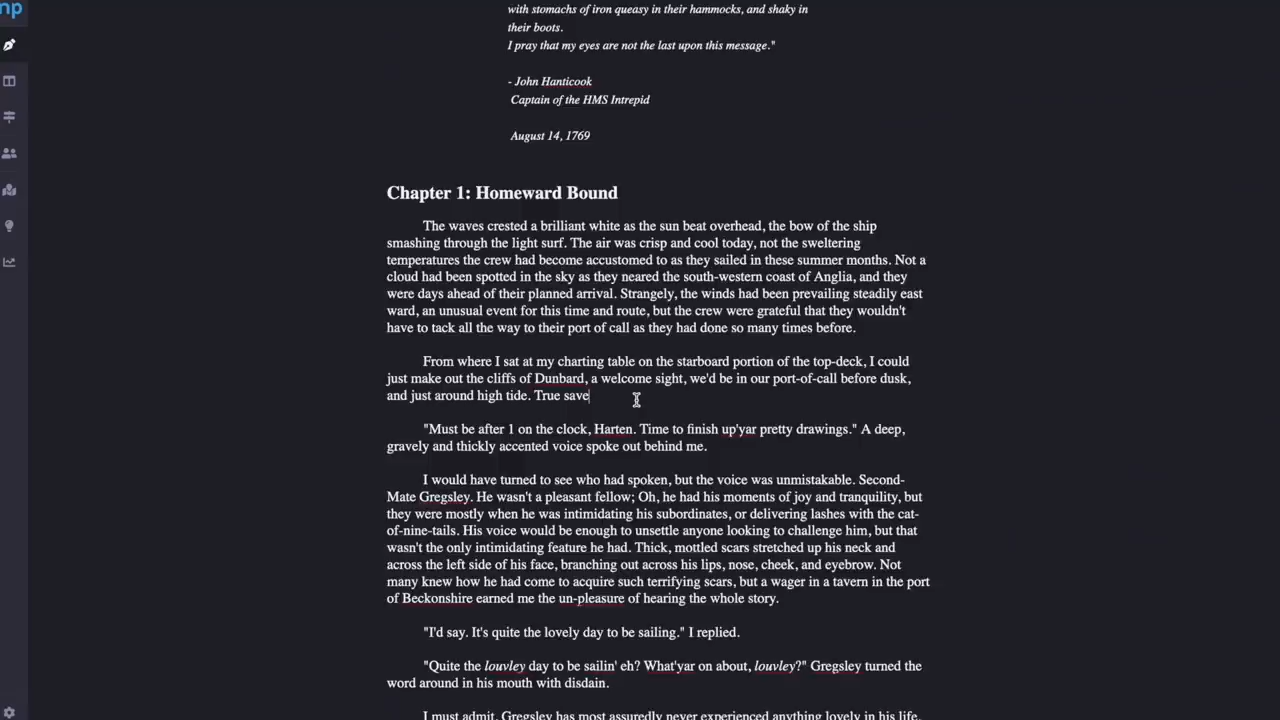 np
with stomachs of iron queasy in their hammocks, and shaky in
their boots.
I pray that my eyes are not the last upon this message."
- John Hanticook
Captain of the HMS Intrepid
August 14, 1769
Chapter 1: Homeward Bound
The waves crested a brilliant white as the sun beat overhead, the bow of the ship
smashing through the light surf. The air was crisp and cool today, not the sweltering
temperatures the crew had become accustomed to as they sailed in these summer months. Not a
cloud had been spotted in the sky as they neared the south-western coast of Anglia, and they
were days ahead of their planned arrival. Strangely, the winds had been prevailing steadily east
ward, an unusual event for this time and route, but the crew were grateful that they wouldn't
have to tack all the way to their port of call as they had done so many times before.
From where I sat at my charting table on the starboard portion of the top-deck, I could
just make out the cliffs of Dunbard, a welcome sight, we'd be in our port-of-call before dusk,
and just around high tide. True save
"Must be after 1 on the clock, Harten. Time to finish up'yar pretty drawings." A deep,
gravely and thickly accented voice spoke out behind me.
I would have turned to see who had spoken, but the voice was unmistakable. Second-
Mate Gregsley. He wasn't a pleasant fellow; Oh, he had his moments of joy and tranquility, but
they were mostly when he was intimidating his subordinates, or delivering lashes with the cat-
of-nine-tails. His voice would be enough to unsettle anyone looking to challenge him, but that
wasn't the only intimidating feature he had. Thick, mottled scars stretched up his neck and
across the left side of his face, branching out across his lips, nose, cheek, and eyebrow. Not
many knew how he had come to acquire such terrifying scars, but a wager in a tavern in the port
of Beckonshire earned me the un-pleasure of hearing the whole story.
"I'd say. It's quite the lovely day to be sailing." I replied.
"Quite the louvley day to be sailin' eh? What'yar on about, louvley?" Gregsley turned the
word around in his mouth with disdain.
I must admit, Gregsley has most assuredly never experienced anything lovely in his life,